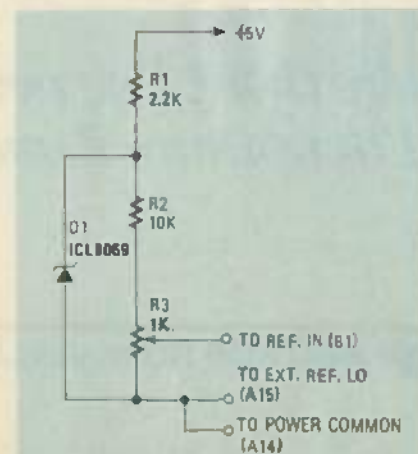 +5V
R1
2.2K
R2
10K
D1
ICL8069
R3
1K.
TO REF. IN (B1)
TO EXT. REF. LO
(A15)
TO POWER COMMON
(A14)